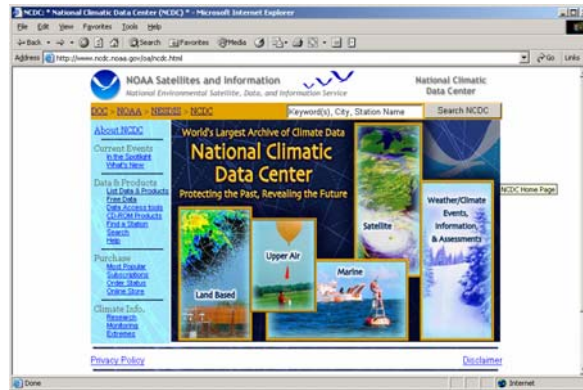 NCDC: * National Climatic Data Center (NCDC) * - Microsoft Internet Explorer
File Edit View Favorites Tools Help
Back Search Favorites Media
Address http://www.ncdc.noaa.gov/oa/ncdc.html Go Links
NOAA Satellites and Information
National Environmental Satellite, Data, and Information Service
National Climatic
Data Center
DOC > NOAA > NESDIS > NCDC Keyword(s), City, Station Name Search NCDC
About NCDC
Current Events
In the Spotlight
What's New
Data & Products
List Data & Products
Free Data
Data Access tools
CD-ROM Products
Find a Station
Search
Help
Purchase
Most Popular
Subscriptions
Order Status
Online Store
Climate Info.
Research
Monitoring
Extremes
World's Largest Archive of Climate Data
National Climatic
Data Center
Protecting the Past, Revealing the Future
Land Based
Upper Air
Marine
Satellite
Weather/Climate
Events,
Information,
& Assessments
NCDC Home Page
Privacy Policy Disclaimer
Done Internet